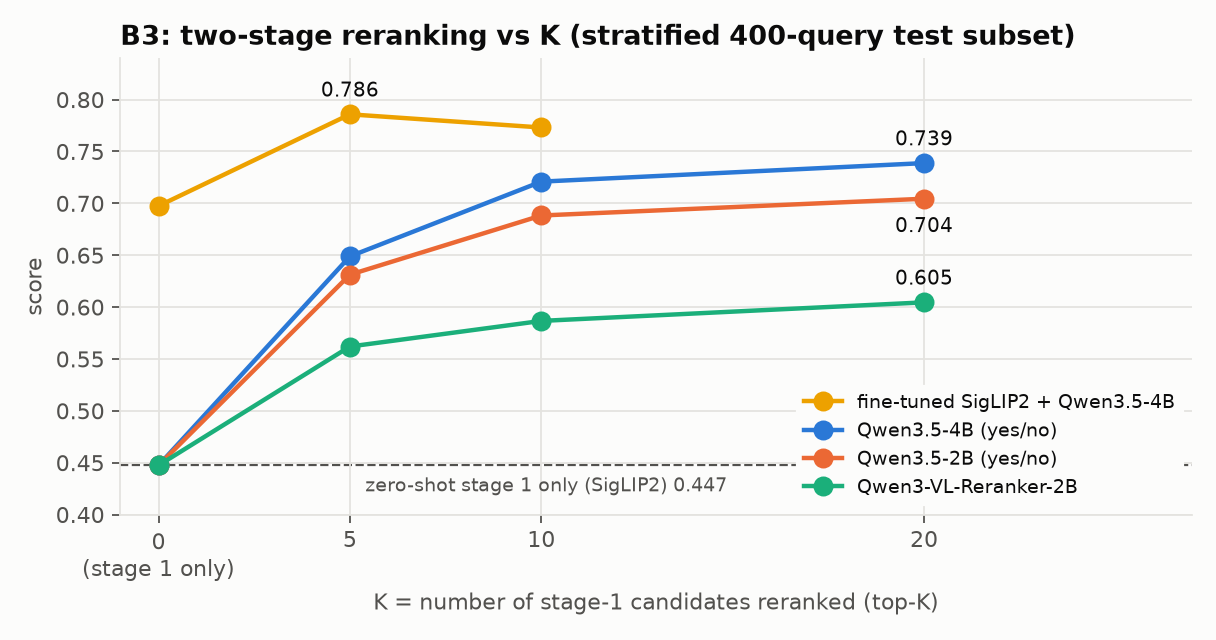 B3: two-stage reranking vs K (stratified 400-query test subset)
score
0.80
0.75
0.70
0.65
0.60
0.55
0.50
0.45
0.40
0.786
0.739
0.704
0.605
fine-tuned SigLIP2 + Qwen3.5-4B
Qwen3.5-4B (yes/no)
Qwen3.5-2B (yes/no)
Qwen3-VL-Reranker-2B
zero-shot stage 1 only (SigLIP2) 0.447
0
(stage 1 only)
5
10
20
K = number of stage-1 candidates reranked (top-K)